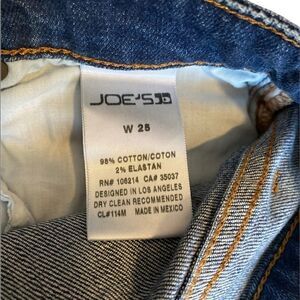 JOE'S
W 25
98% COTTON/COTON
2% ELASTAN
RN# 106214 CA# 35037
DESIGNED IN LOS ANGELES
DRY CLEAN RECOMMENDED
CL#114M MADE IN MEXICO